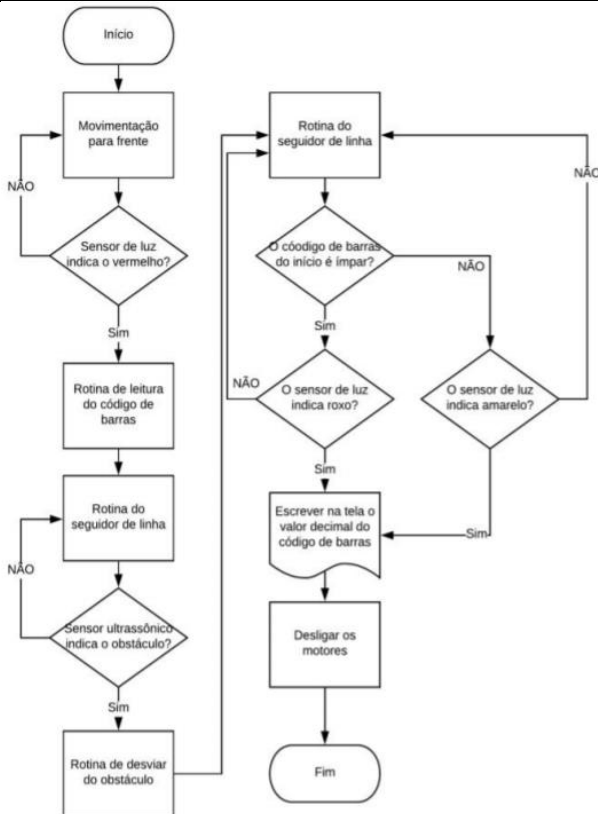 Início
Movimentação
para frente
NÃO
Sensor de luz
indica o vermelho?
Sim
Rotina de leitura
do código de
barras
Rotina do
seguidor de linha
NÃO
Sensor ultrassônico
indica o obstáculo?
Sim
Rotina de desviar
do obstáculo
Rotina do
seguidor de linha
NÃO
O cóodigo de barras
do início é ímpar?
NÃO
Sim
NÃO
O sensor de luz
indica roxo?
O sensor de luz
indica amarelo?
Sim
Escrever na tela o
valor decimal do
código de barras
Sim
Desligar os
motores
Fim